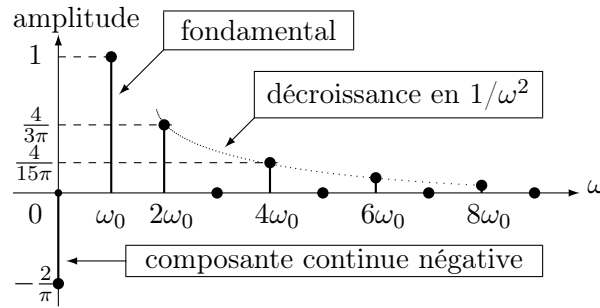 amplitude
fondamental
1
décroissance en 1/ω²
4/3π
4/15π
0
ω₀
2ω₀
4ω₀
6ω₀
8ω₀
ω
composante continue négative
−2/π